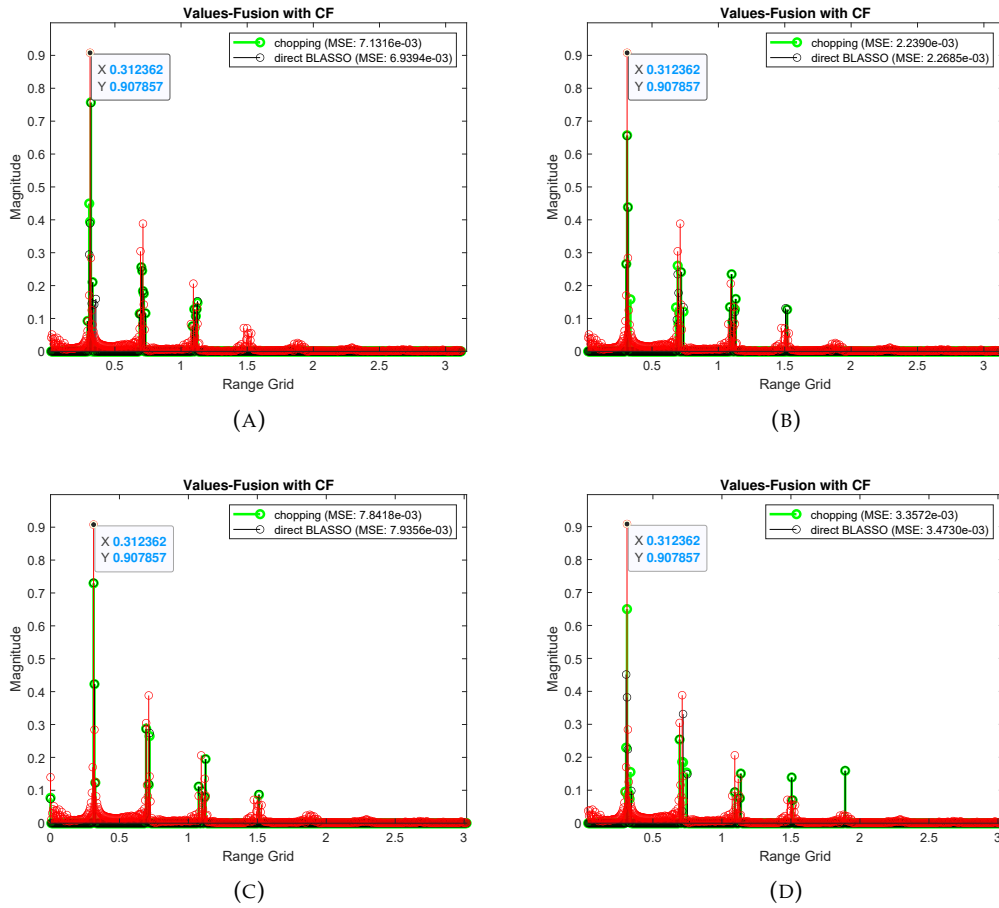 Values-Fusion with CF
chopping (MSE: 7.1316e-03)
direct BLASSO (MSE: 6.9394e-03)
X 0.312362
Y 0.907857
Magnitude
0.9
0.8
0.7
0.6
0.5
0.4
0.3
0.2
0.1
0
0.5 1 1.5 2 2.5 3
Range Grid
(A)
Values-Fusion with CF
chopping (MSE: 2.2390e-03)
direct BLASSO (MSE: 2.2685e-03)
X 0.312362
Y 0.907857
Magnitude
0.9
0.8
0.7
0.6
0.5
0.4
0.3
0.2
0.1
0
0.5 1 1.5 2 2.5 3
Range Grid
(B)
Values-Fusion with CF
chopping (MSE: 7.8418e-03)
direct BLASSO (MSE: 7.9356e-03)
X 0.312362
Y 0.907857
Magnitude
0.9
0.8
0.7
0.6
0.5
0.4
0.3
0.2
0.1
0
0 0.5 1 1.5 2 2.5 3
Range Grid
(C)
Values-Fusion with CF
chopping (MSE: 3.3572e-03)
direct BLASSO (MSE: 3.4730e-03)
X 0.312362
Y 0.907857
Magnitude
0.9
0.8
0.7
0.6
0.5
0.4
0.3
0.2
0.1
0
0.5 1 1.5 2 2.5 3
Range Grid
(D)